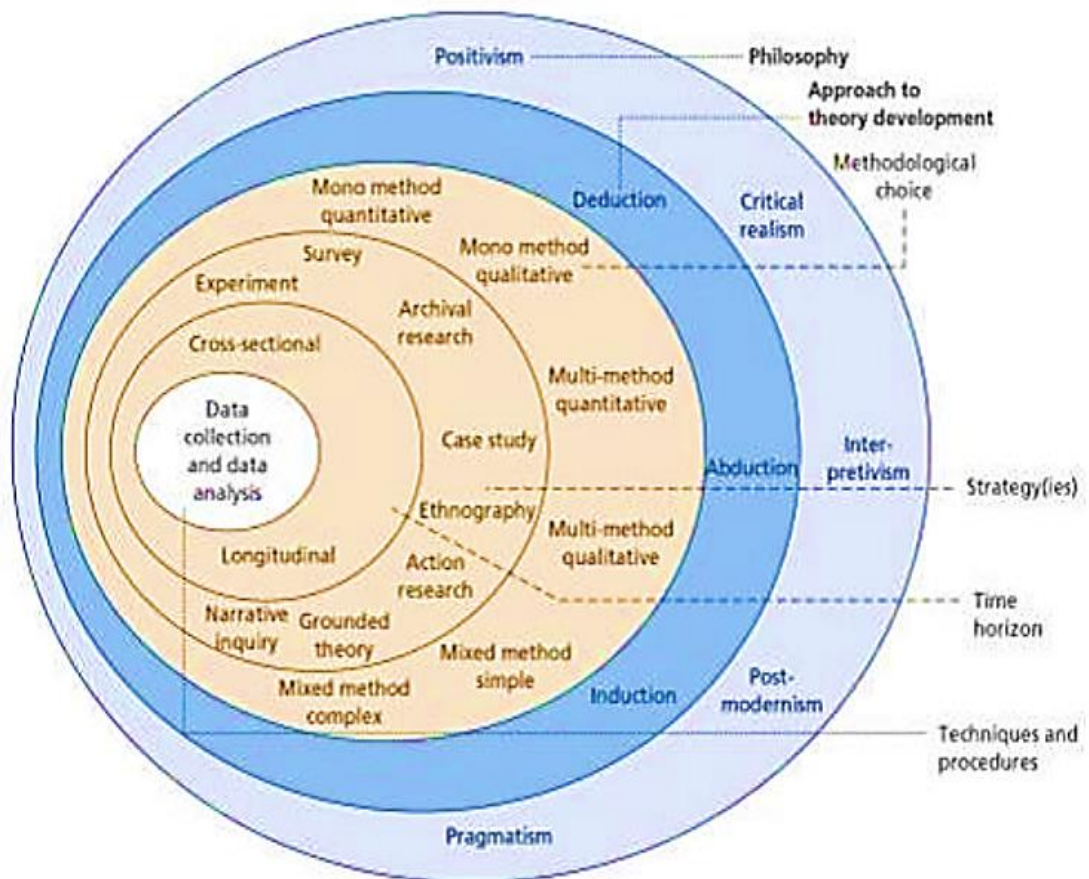 Positivism
Philosophy
Approach to
theory development
Methodological
choice
Mono method
quantitative
Deduction
Critical
realism
Survey
Mono method
qualitative
Experiment
Archival
research
Cross-sectional
Multi-method
quantitative
Data
collection
and data
analysis
Case study
Abduction
Inter-
pretivism
Strategy(ies)
Ethnography
Multi-method
qualitative
Longitudinal
Action
research
Time
horizon
Narrative
inquiry
Grounded
theory
Mixed method
simple
Mixed method
complex
Induction
Post-
modernism
Techniques and
procedures
Pragmatism